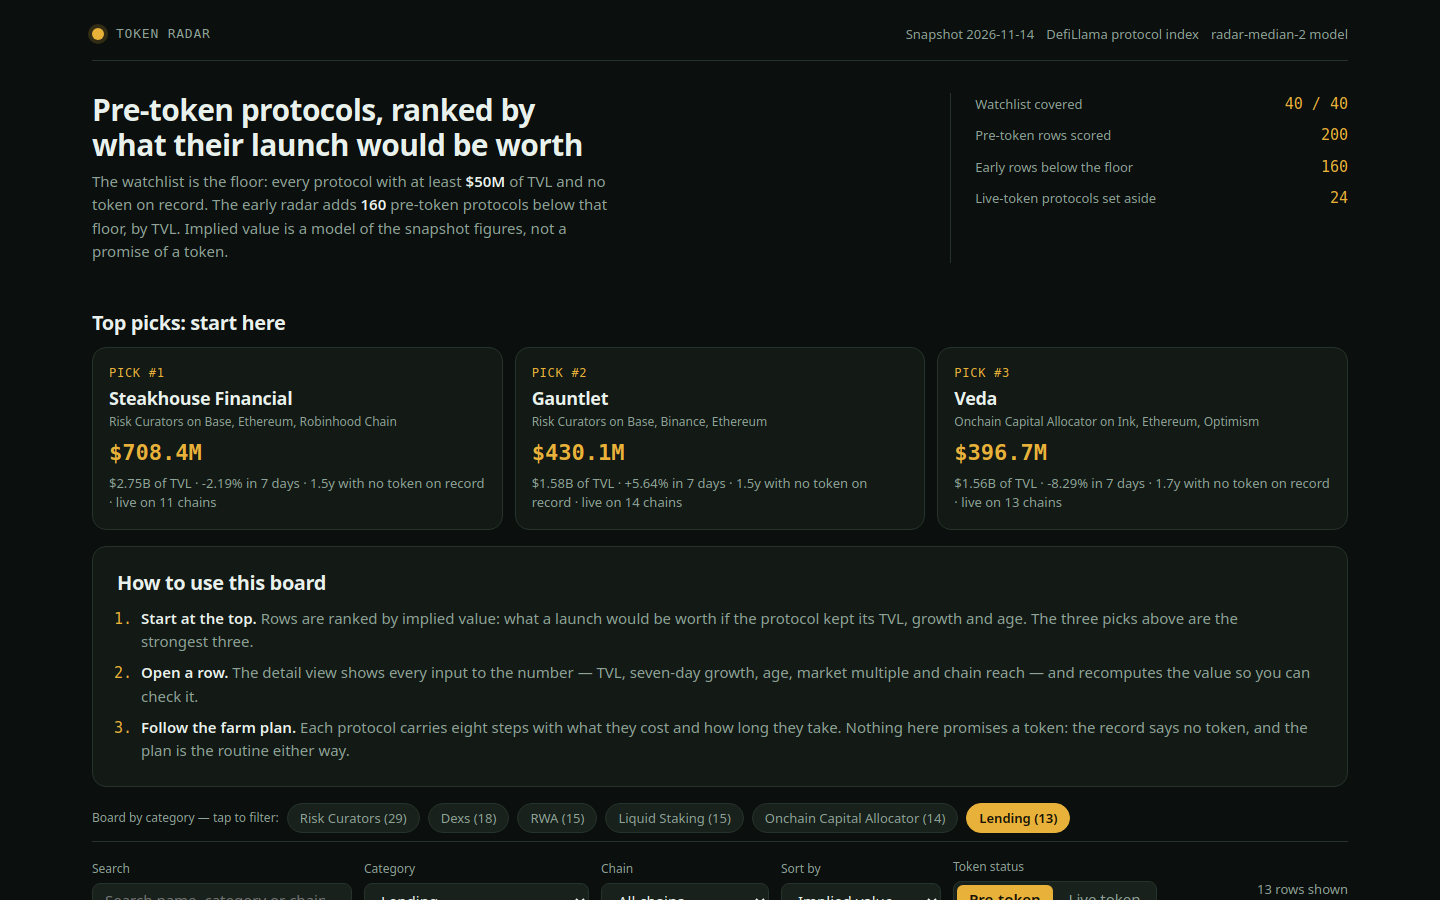 TOKEN RADAR
Snapshot 2026-11-14 DefiLlama protocol index radar-median-2 model
Pre-token protocols, ranked by
what their launch would be worth
The watchlist is the floor: every protocol with at least $50M of TVL and no
token on record. The early radar adds 160 pre-token protocols below that
floor, by TVL. Implied value is a model of the snapshot figures, not a
promise of a token.
Watchlist covered 40 / 40
Pre-token rows scored 200
Early rows below the floor 160
Live-token protocols set aside 24
Top picks: start here
PICK #1
Steakhouse Financial
Risk Curators on Base, Ethereum, Robinhood Chain
$708.4M
$2.75B of TVL · -2.19% in 7 days · 1.5y with no token on record
· live on 11 chains
PICK #2
Gauntlet
Risk Curators on Base, Binance, Ethereum
$430.1M
$1.58B of TVL · +5.64% in 7 days · 1.5y with no token on
record · live on 14 chains
PICK #3
Veda
Onchain Capital Allocator on Ink, Ethereum, Optimism
$396.7M
$1.56B of TVL · -8.29% in 7 days · 1.7y with no token on record
· live on 13 chains
How to use this board
1. Start at the top. Rows are ranked by implied value: what a launch would be worth if the protocol kept its TVL, growth and age. The three picks above are the
strongest three.
2. Open a row. The detail view shows every input to the number — TVL, seven-day growth, age, market multiple and chain reach — and recomputes the value so you can
check it.
3. Follow the farm plan. Each protocol carries eight steps with what they cost and how long they take. Nothing here promises a token: the record says no token, and the
plan is the routine either way.
Board by category — tap to filter: Risk Curators (29) Dexs (18) RWA (15) Liquid Staking (15) Onchain Capital Allocator (14) Lending (13)
Search Category Chain Sort by Token status
Search name, category or chain Lending All chains Implied value Pre-token Live token 13 rows shown